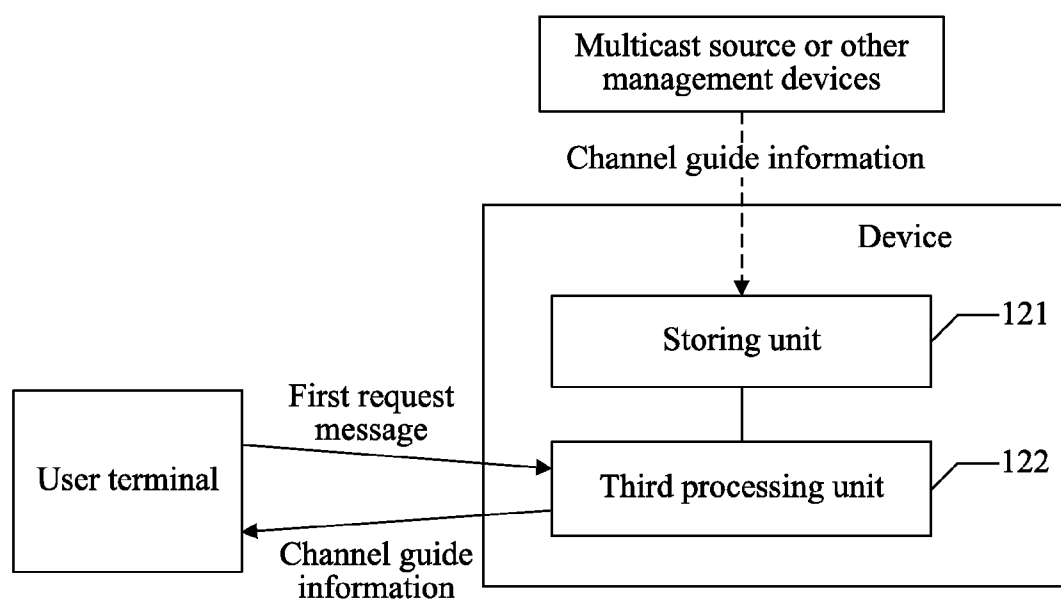 Multicast source or other
management devices
Channel guide information
Device
Storing unit
121
First request
message
User terminal
Third processing unit
122
Channel guide
information